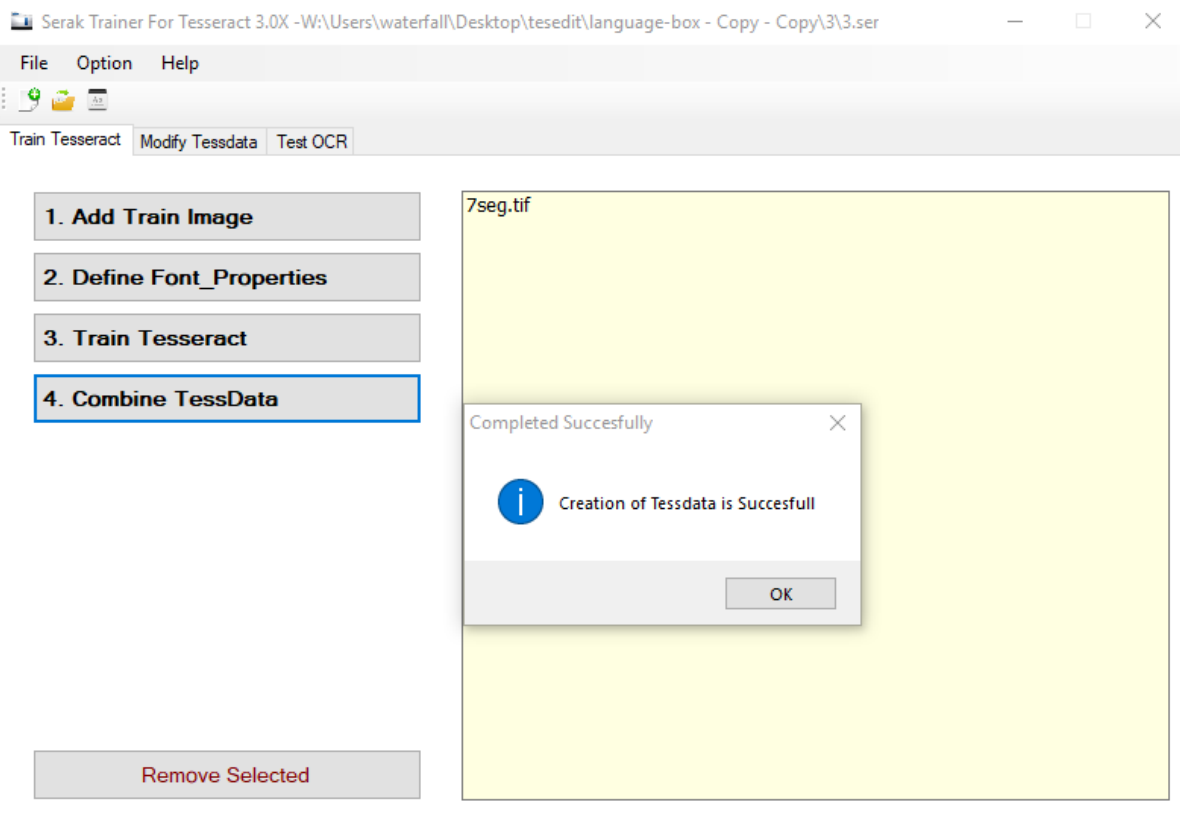 Serak Trainer For Tesseract 3.0X -W:\Users\waterfall\Desktop\tesedit\language-box - Copy - Copy\3\3.ser
File Option Help
Train Tesseract Modify Tessdata Test OCR
1. Add Train Image
2. Define Font_Properties
3. Train Tesseract
4. Combine TessData
Remove Selected
7seg.tif
Completed Succesfully
Creation of Tessdata is Succesfull
OK